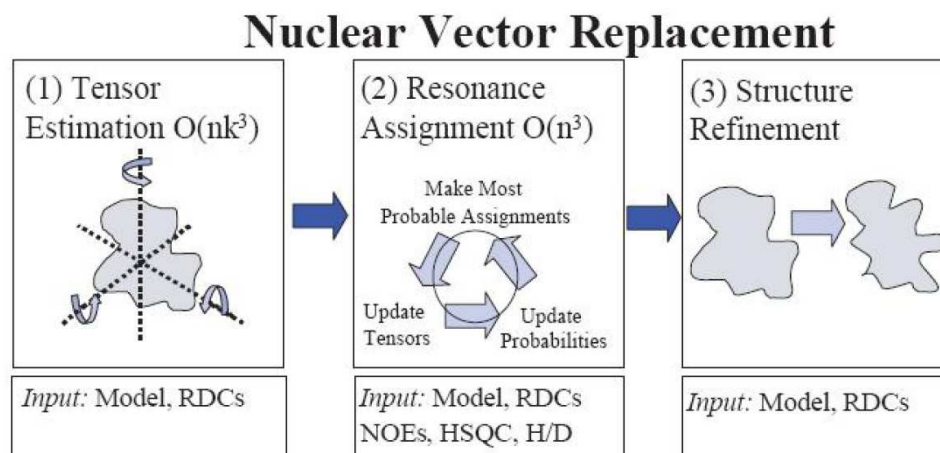 Nuclear Vector Replacement
(1) Tensor
Estimation O(nk³)
(2) Resonance
Assignment O(n³)
Make Most
Probable Assignments
Update
Tensors
Update
Probabilities
(3) Structure
Refinement
Input: Model, RDCs
Input: Model, RDCs
NOEs, HSQC, H/D
Input: Model, RDCs